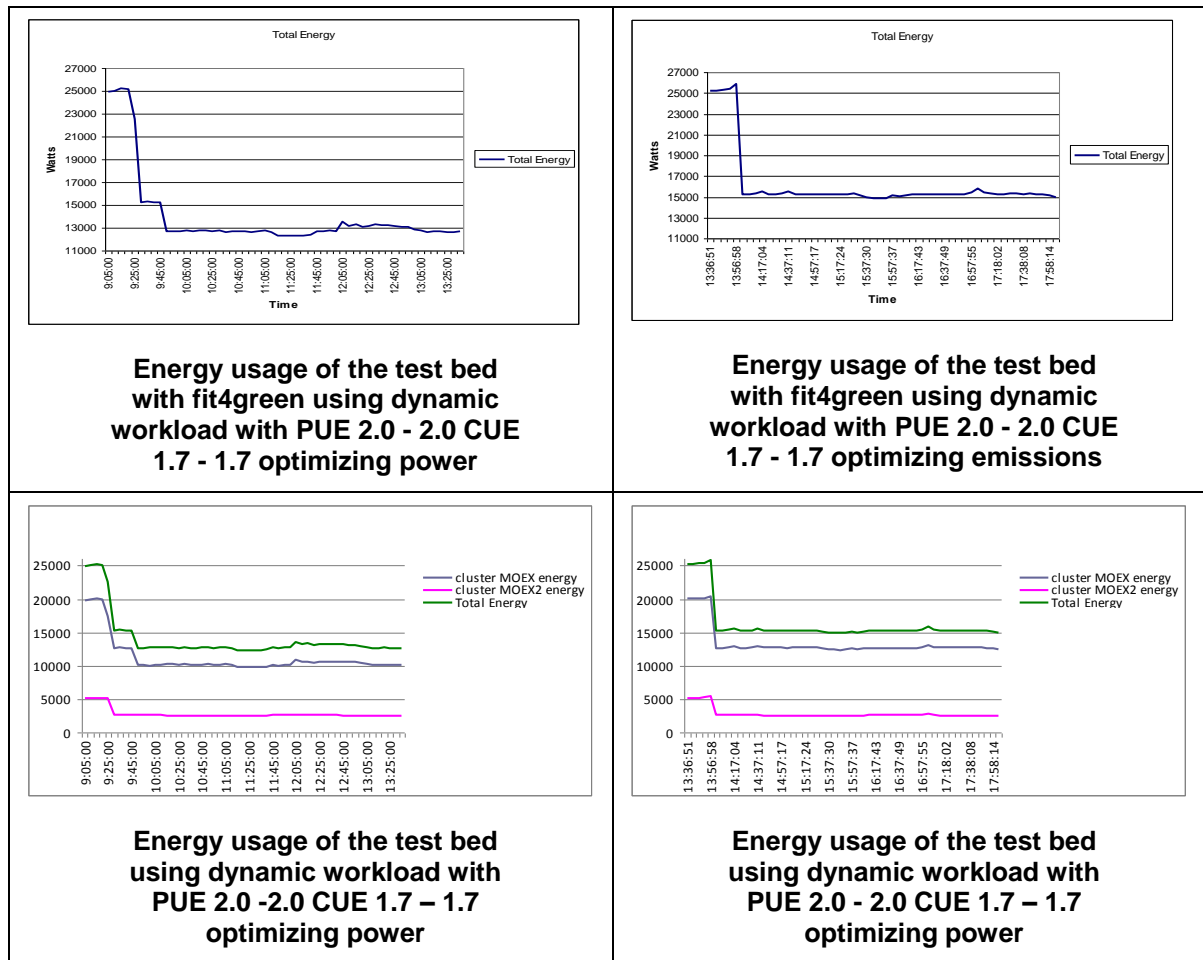 Total Energy
27000
25000
23000
21000
19000
17000
15000
13000
11000
Watts
9:05:00
9:25:00
9:45:00
10:05:00
10:25:00
10:45:00
11:05:00
11:25:00
11:45:00
12:05:00
12:25:00
12:45:00
13:05:00
13:25:00
Time
Total Energy
Energy usage of the test bed
with fit4green using dynamic
workload with PUE 2.0 - 2.0 CUE
1.7 - 1.7 optimizing power
Total Energy
27000
25000
23000
21000
19000
17000
15000
13000
11000
Watts
13:36:51
13:56:58
14:17:04
14:37:11
14:57:17
15:17:24
15:37:30
15:57:37
16:17:43
16:37:49
16:57:55
17:18:02
17:38:08
17:58:14
Time
Total Energy
Energy usage of the test bed
with fit4green using dynamic
workload with PUE 2.0 - 2.0 CUE
1.7 - 1.7 optimizing emissions
25000
20000
15000
10000
5000
0
9:05:00
9:25:00
9:45:00
10:05:00
10:25:00
10:45:00
11:05:00
11:25:00
11:45:00
12:05:00
12:25:00
12:45:00
13:05:00
13:25:00
cluster MOEX energy
cluster MOEX2 energy
Total Energy
Energy usage of the test bed
using dynamic workload with
PUE 2.0 -2.0 CUE 1.7 – 1.7
optimizing power
25000
20000
15000
10000
5000
0
13:36:51
13:56:58
14:17:04
14:37:11
14:57:17
15:17:24
15:37:30
15:57:37
16:17:43
16:37:49
16:57:55
17:18:02
17:38:08
17:58:14
cluster MOEX energy
cluster MOEX2 energy
Total Energy
Energy usage of the test bed
using dynamic workload with
PUE 2.0 - 2.0 CUE 1.7 – 1.7
optimizing power